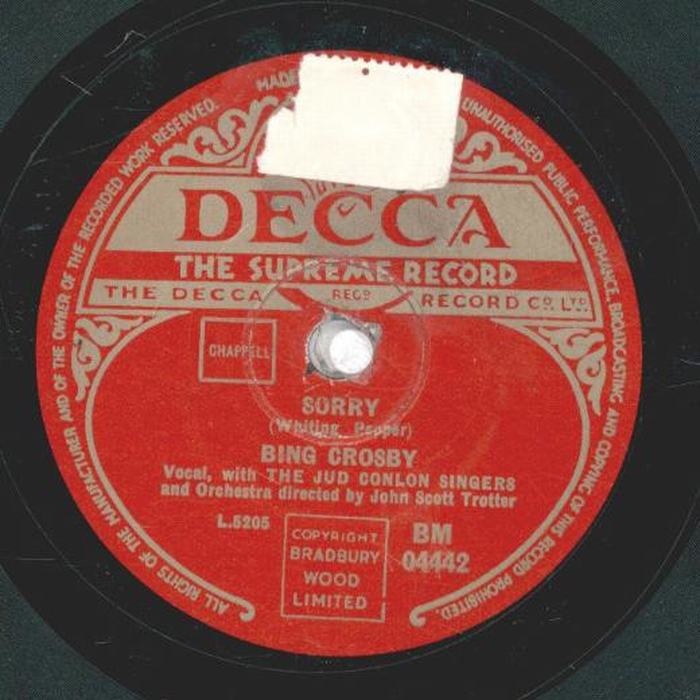 MADE
ALL RIGHTS OF THE MANUFACTURER AND OF THE OWNER OF THE RECORDED WORK RESERVED.
UNAUTHORISED PUBLIC PERFORMANCE, BROADCASTING AND COPYING OF THIS RECORD PROHIBITED.
DECCA
THE SUPREME RECORD
THE DECCA REGD RECORD CO. LTD.
CHAPPELL
SORRY
(Whiting, Pepper)
BING CROSBY
Vocal, with THE JUD CONLON SINGERS
and Orchestra directed by John Scott Trotter
L.5205
COPYRIGHT
BRADBURY
WOOD
LIMITED
BM
04442